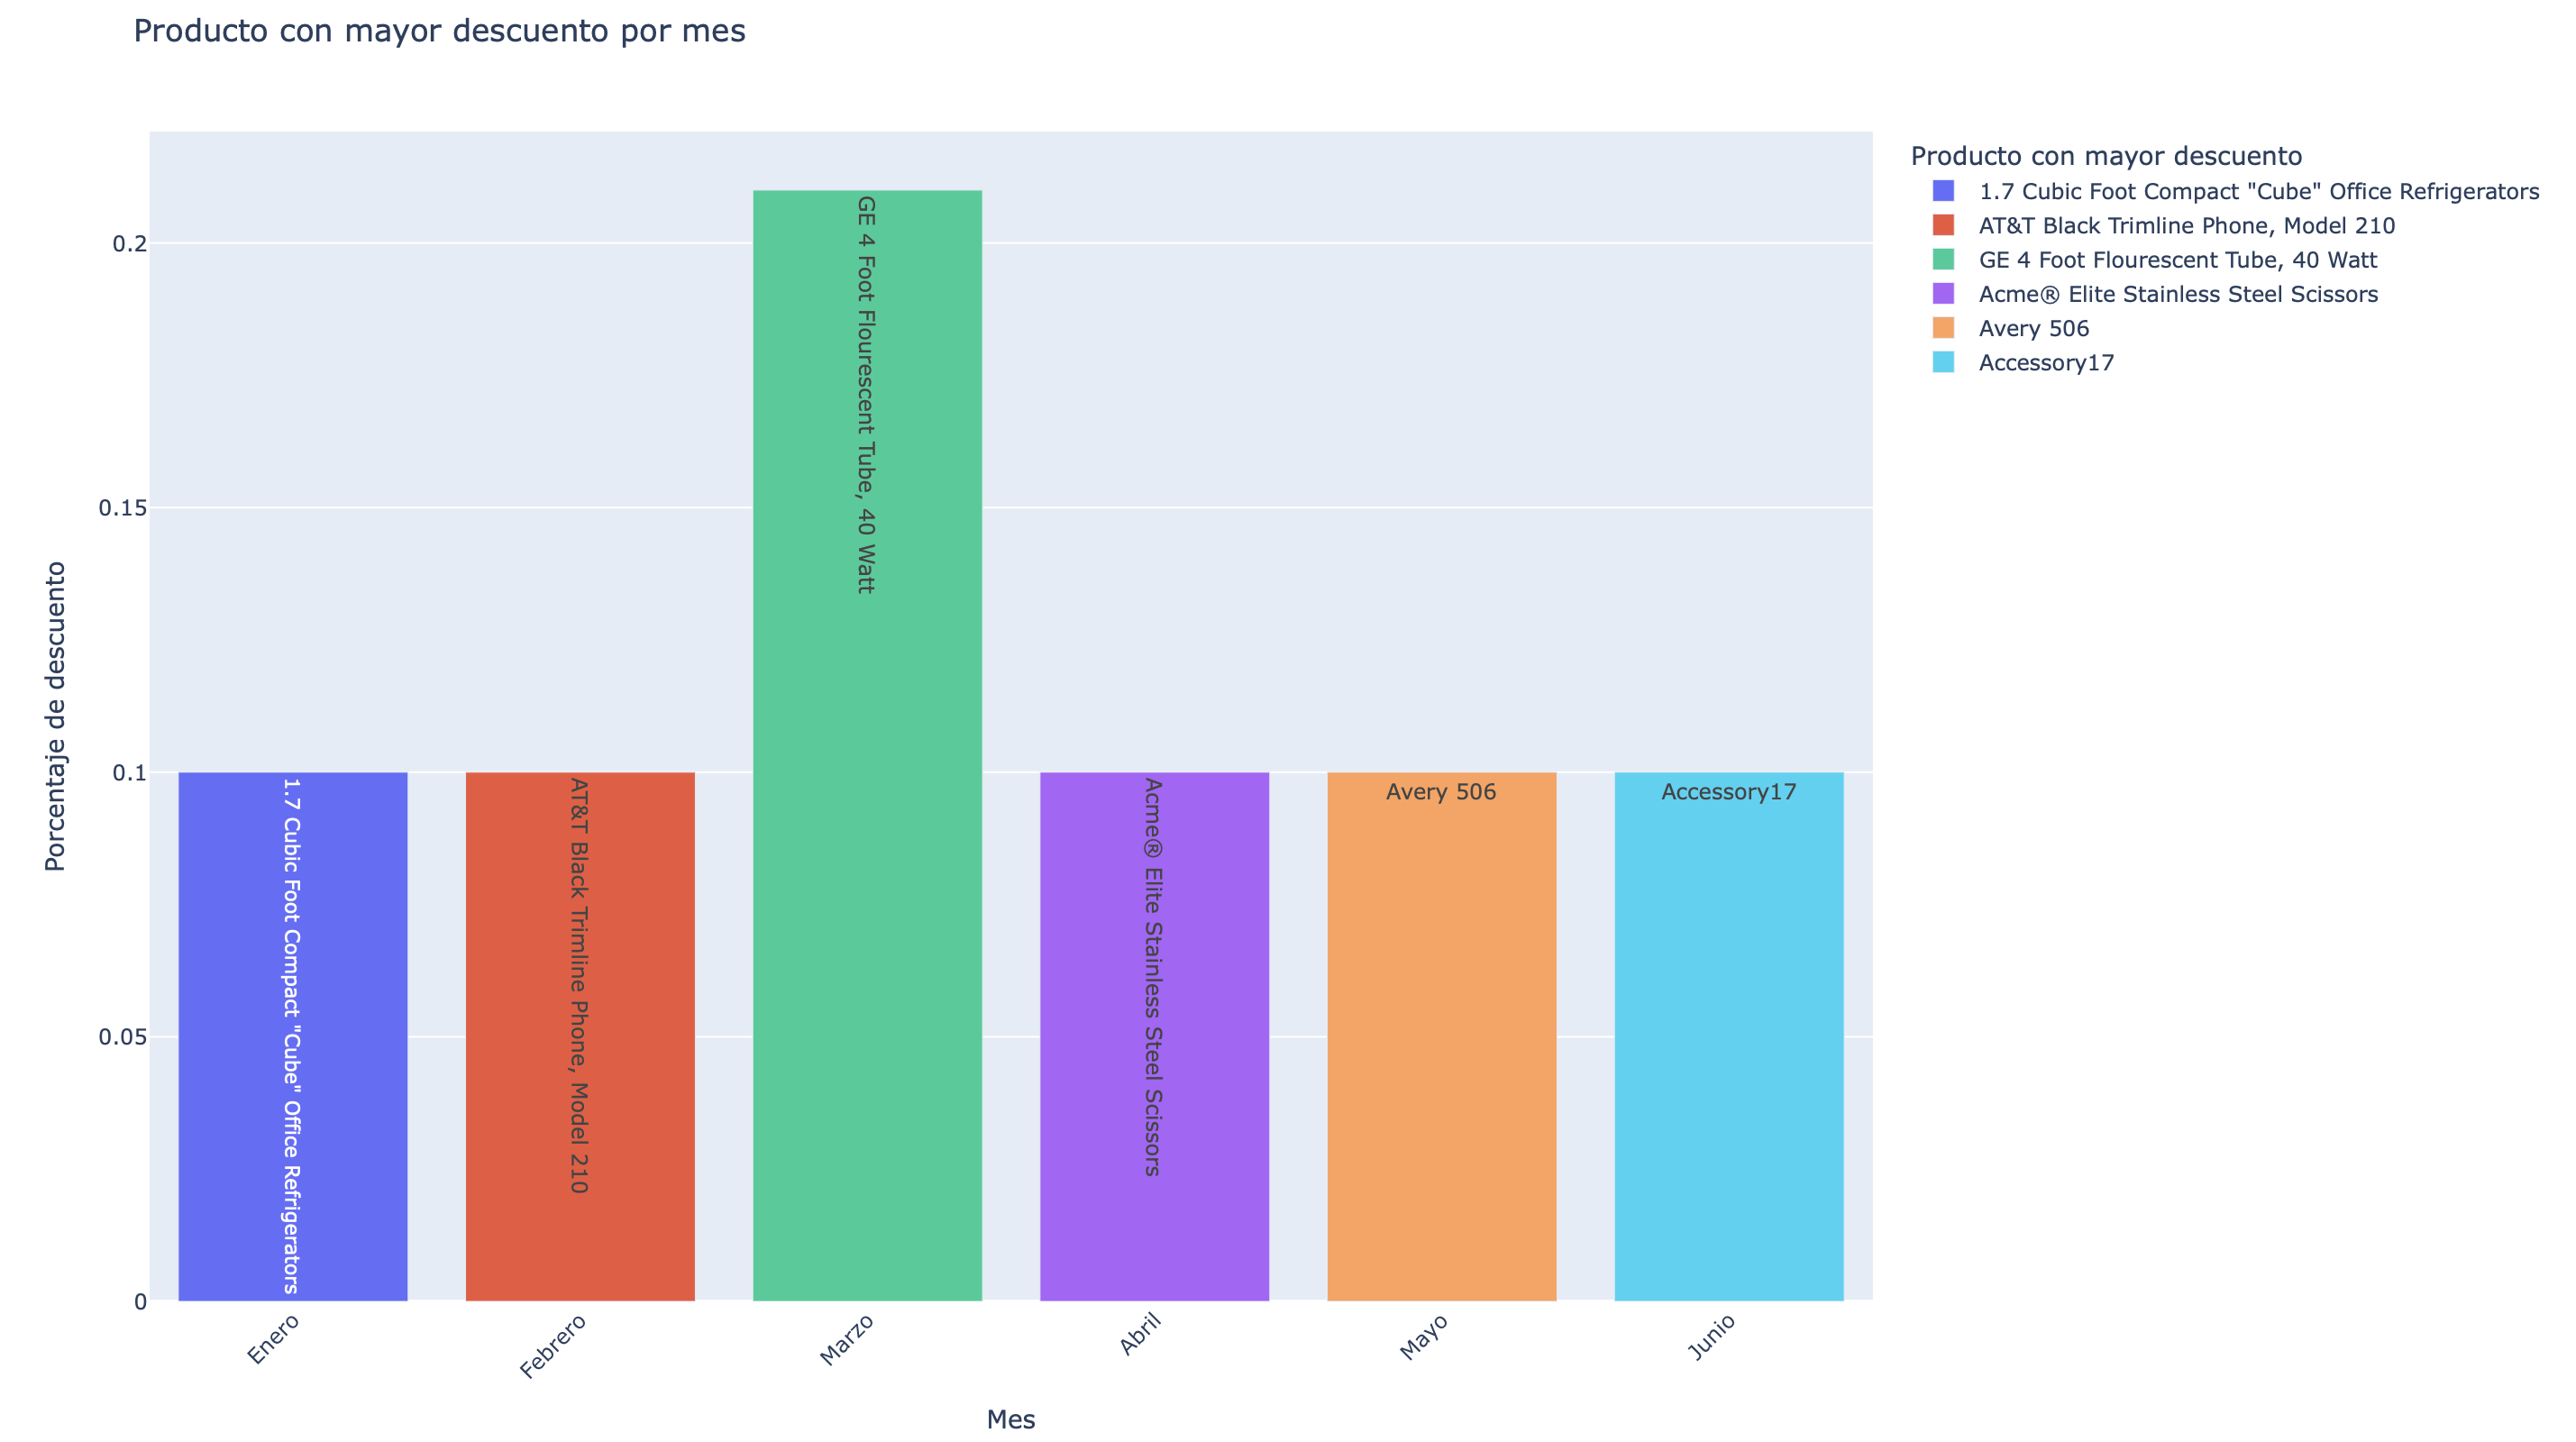 Producto con mayor descuento por mes
Producto con mayor descuento
1.7 Cubic Foot Compact "Cube" Office Refrigerators
AT&T Black Trimline Phone, Model 210
GE 4 Foot Flourescent Tube, 40 Watt
Acme® Elite Stainless Steel Scissors
Avery 506
Accessory17
Porcentaje de descuento
0.2
0.15
0.1
0.05
0
1.7 Cubic Foot Compact "Cube" Office Refrigerators
AT&T Black Trimline Phone, Model 210
GE 4 Foot Flourescent Tube, 40 Watt
Acme® Elite Stainless Steel Scissors
Avery 506
Accessory17
Enero
Febrero
Marzo
Abril
Mayo
Junio
Mes